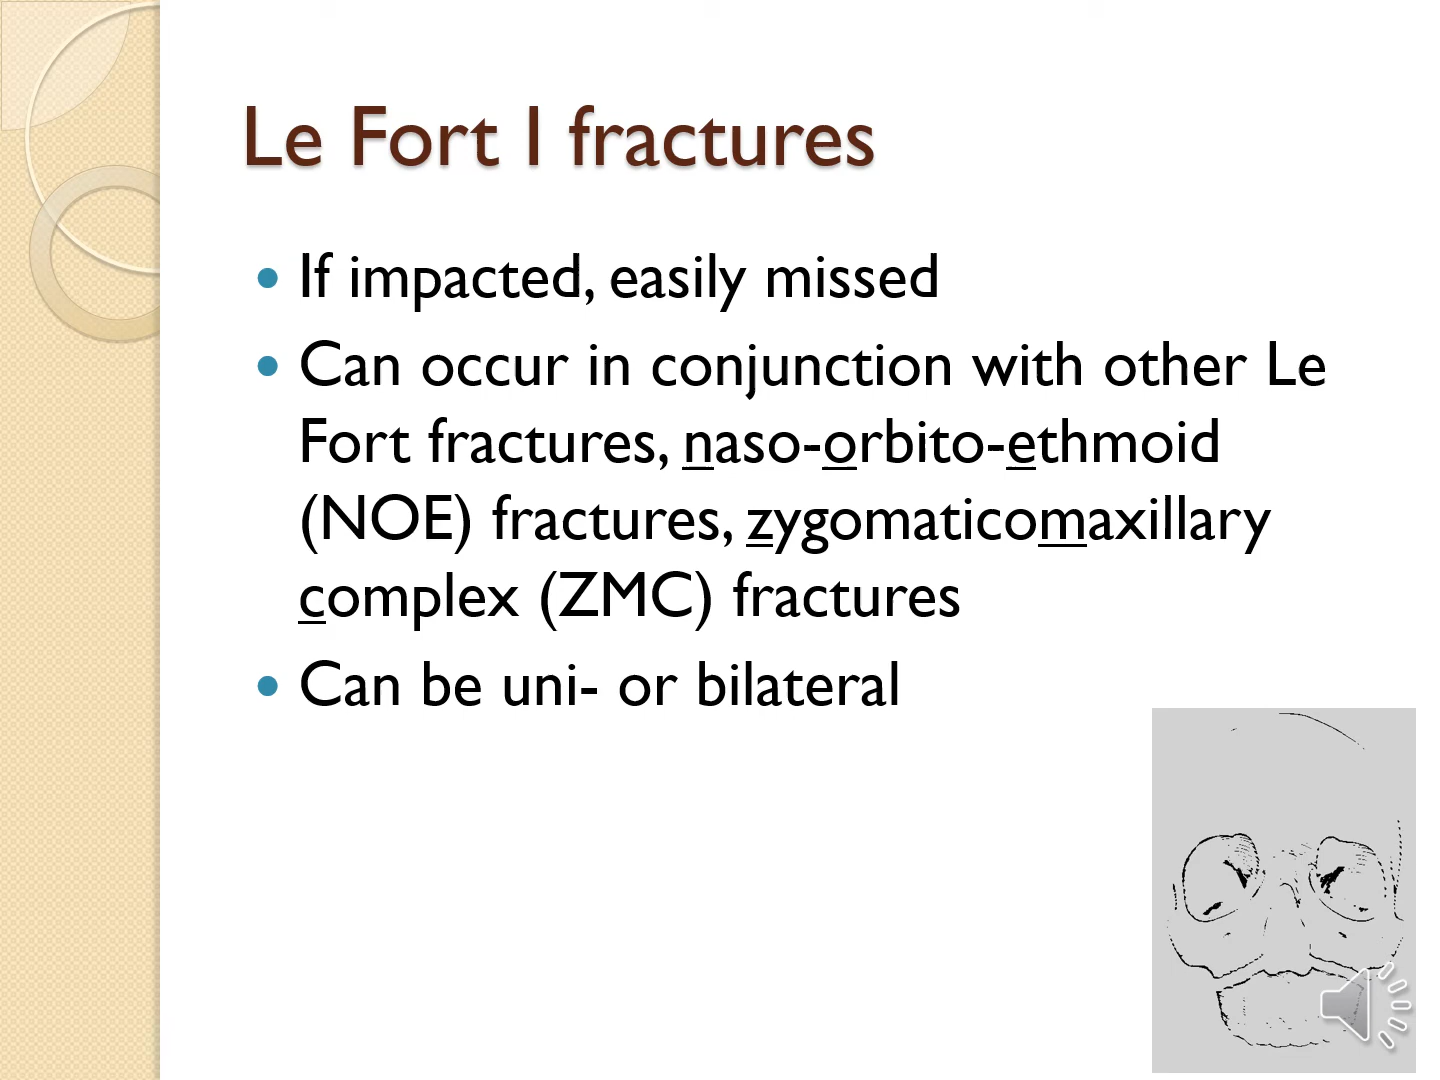 Le Fort I fractures
• If impacted, easily missed
• Can occur in conjunction with other Le
Fort fractures, naso-orbito-ethmoid
(NOE) fractures, zygomaticomaxillary
complex (ZMC) fractures
• Can be uni- or bilateral